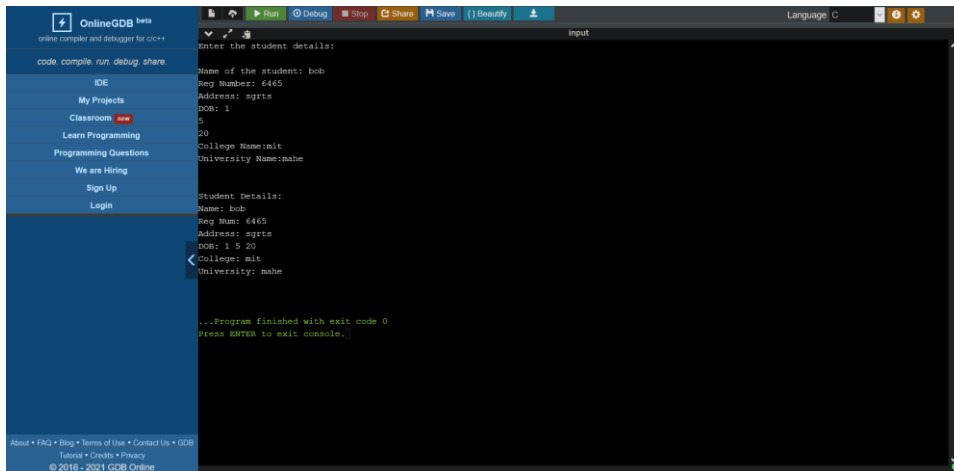 OnlineGDB beta
online compiler and debugger for c/c++
code. compile. run. debug. share.
IDE
My Projects
Classroom new
Learn Programming
Programming Questions
We are Hiring
Sign Up
Login
About • FAQ • Blog • Terms of Use • Contact Us • GDB
Tutorial • Credits • Privacy
© 2016 - 2021 GDB Online
Run Debug Stop Share Save { } Beautify Language C
input
Enter the student details:
Name of the student: bob
Reg Number: 6465
Address: sgrts
DOB: 1
5
20
College Name:mit
University Name:mahe
Student Details:
Name: bob
Reg Num: 6465
Address: sgrts
DOB: 1 5 20
College: mit
University: mahe
...Program finished with exit code 0
Press ENTER to exit console.